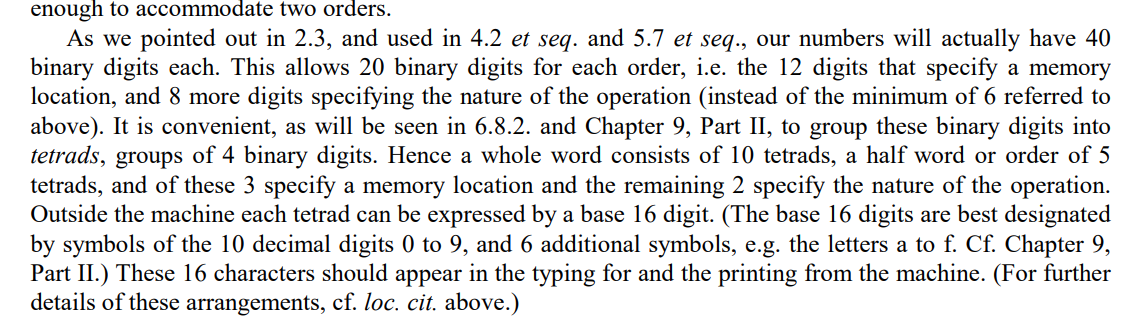 enough to accommodate two orders.
As we pointed out in 2.3, and used in 4.2 et seq. and 5.7 et seq., our numbers will actually have 40
binary digits each. This allows 20 binary digits for each order, i.e. the 12 digits that specify a memory
location, and 8 more digits specifying the nature of the operation (instead of the minimum of 6 referred to
above). It is convenient, as will be seen in 6.8.2. and Chapter 9, Part II, to group these binary digits into
tetrads, groups of 4 binary digits. Hence a whole word consists of 10 tetrads, a half word or order of 5
tetrads, and of these 3 specify a memory location and the remaining 2 specify the nature of the operation.
Outside the machine each tetrad can be expressed by a base 16 digit. (The base 16 digits are best designated
by symbols of the 10 decimal digits 0 to 9, and 6 additional symbols, e.g. the letters a to f. Cf. Chapter 9,
Part II.) These 16 characters should appear in the typing for and the printing from the machine. (For further
details of these arrangements, cf. loc. cit. above.)